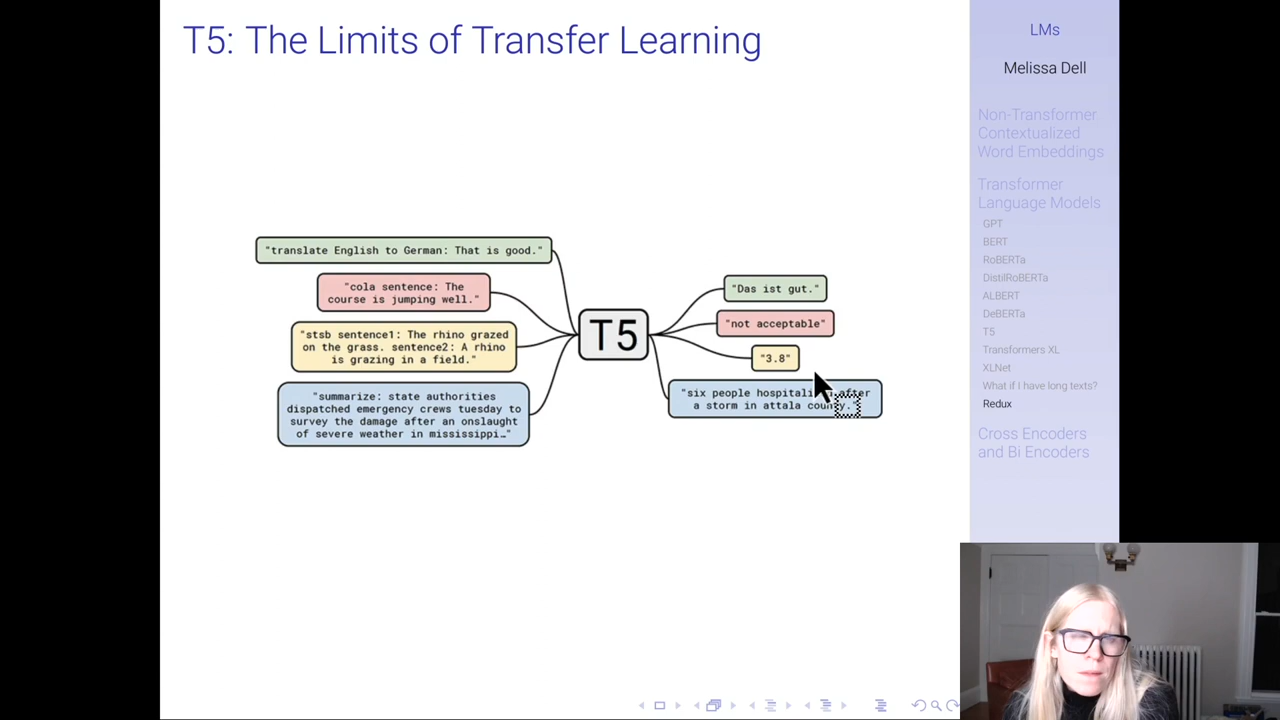 T5: The Limits of Transfer Learning
"translate English to German: That is good."
"cola sentence: The
course is jumping well."
"stsb sentence1: The rhino grazed
on the grass. sentence2: A rhino
is grazing in a field."
"summarize: state authorities
dispatched emergency crews tuesday to
survey the damage after an onslaught
of severe weather in mississippi…"
T5
"Das ist gut."
"not acceptable"
"3.8"
"six people after
a storm in attala
LMs
Melissa Dell
Non-Transformer
Contextualized
Word Embeddings
Transformer
Language Models
GPT
BERT
RoBERTa
DistilRoBERTa
ALBERT
DeBERTa
T5
Transformers XL
XLNet
What if I have long texts?
Redux
Cross Encoders
and Bi Encoders